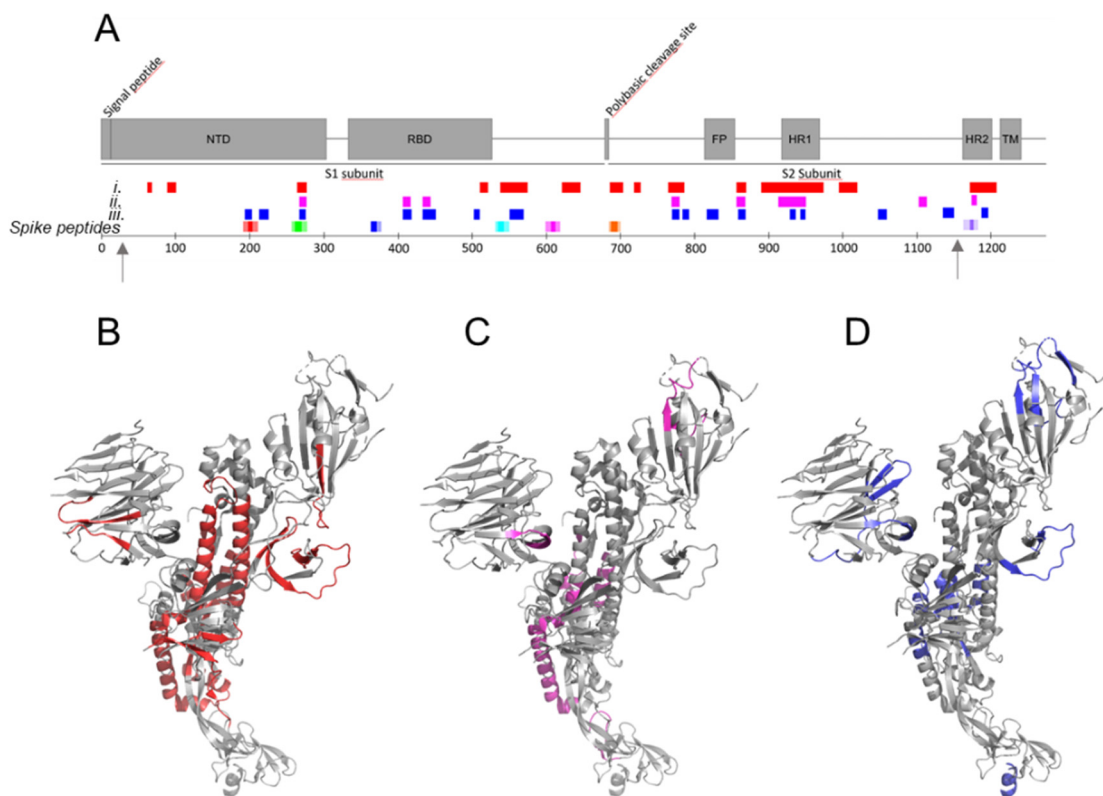 A
Signal peptide
Polybasic cleavage site
NTD
RBD
FP
HR1
HR2
TM
S1 subunit
S2 Subunit
i.
ii.
iii.
Spike peptides
0 100 200 300 400 500 600 700 800 900 1000 1100 1200
B
C
D